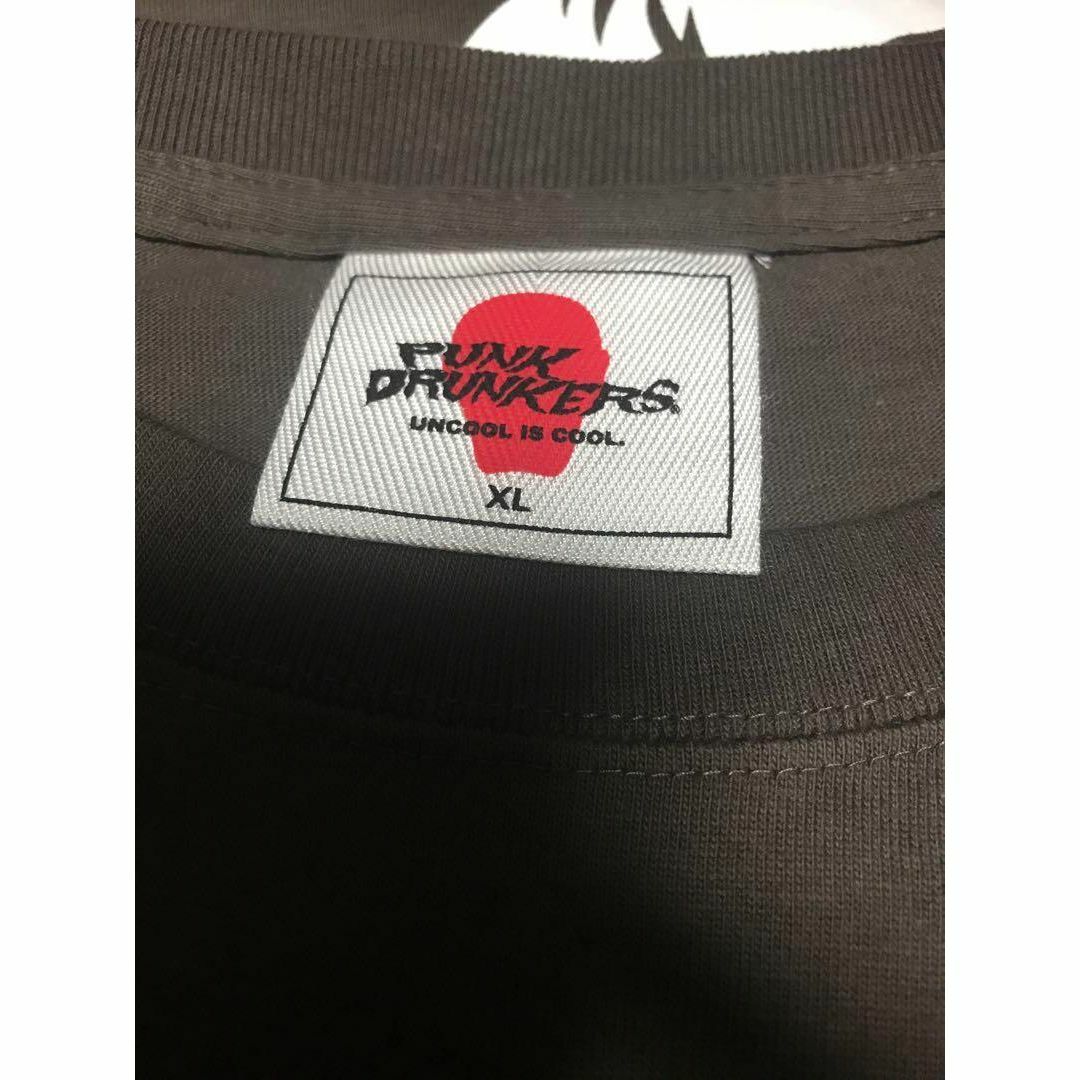 PUNK
DRUNKERS.
UNCOOL IS COOL.
XL